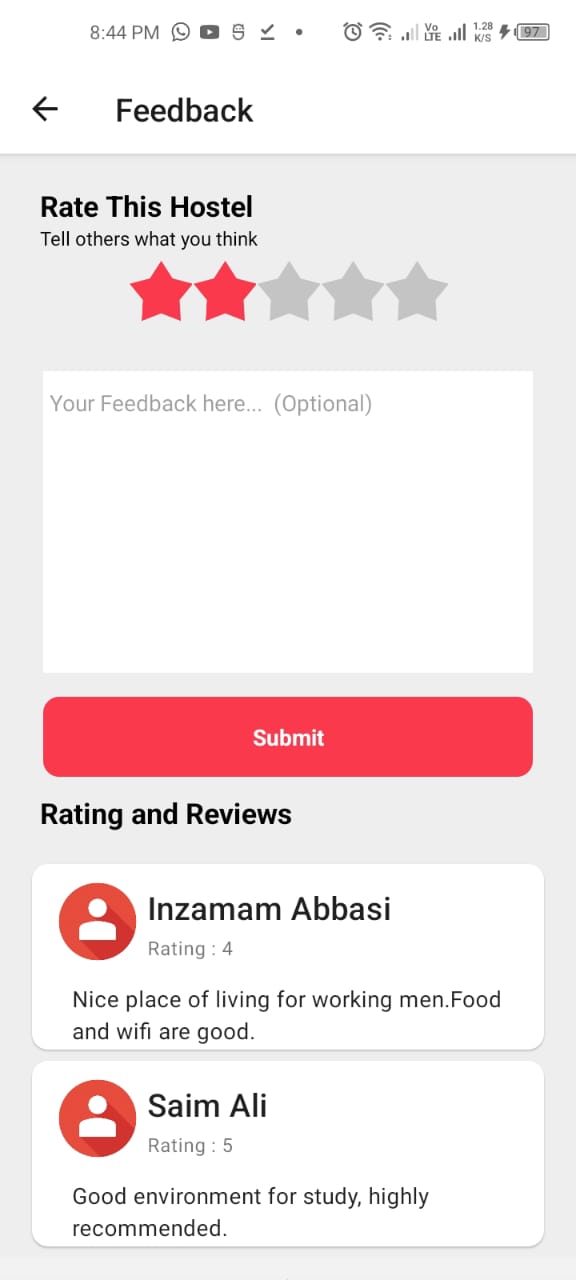 8:44 PM Vo LTE 1.28 K/S 97
Feedback
Rate This Hostel
Tell others what you think
Your Feedback here... (Optional)
Submit
Rating and Reviews
Inzamam Abbasi
Rating : 4
Nice place of living for working men.Food
and wifi are good.
Saim Ali
Rating : 5
Good environment for study, highly
recommended.